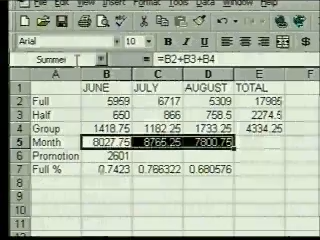 File Edit View Insert Format Tools Data Window Help
Arial 10 B I U $
Summer =B2+B3+B4
A B C D E
1 JUNE JULY AUGUST TOTAL
2 Full 5959 6717 5309 17985
3 Half 650 866 758.5 2274.5
4 Group 1418.75 1182.25 1733.25 4334.25
5 Month 8027.75 8765.25 7800.75
6 Promotion 2601
7 Full % 0.7423 0.766322 0.680576
8
9
10
11